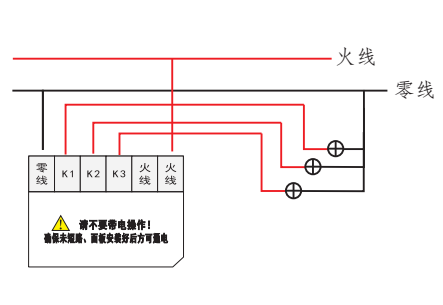 火线
零线
零线 K1 K2 K3 火线 火线
请不要带电操作！
确保未短路、面板安装好后方可通电